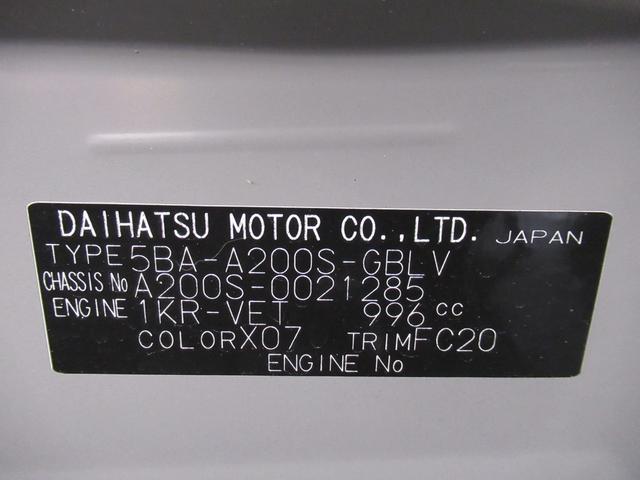 DAIHATSU MOTOR CO.,LTD. JAPAN
TYPE 5BA-A200S-GBLV
CHASSIS No A200S-0021285
ENGINE 1KR-VET 996 cc
COLOR X07 TRIM FC20
ENGINE No